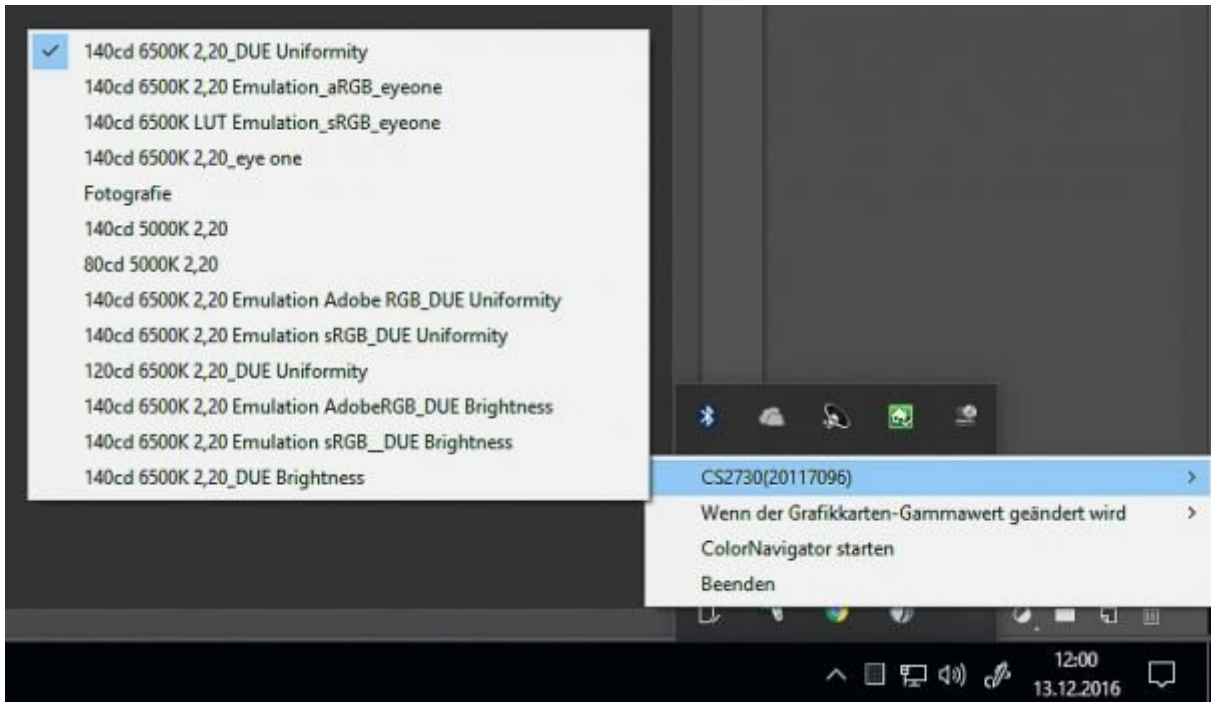 140cd 6500K 2,20_DUE Uniformity
140cd 6500K 2,20 Emulation_aRGB_eyeone
140cd 6500K LUT Emulation_sRGB_eyeone
140cd 6500K 2,20_eye one
Fotografie
140cd 5000K 2,20
80cd 5000K 2,20
140cd 6500K 2,20 Emulation Adobe RGB_DUE Uniformity
140cd 6500K 2,20 Emulation sRGB_DUE Uniformity
120cd 6500K 2,20_DUE Uniformity
140cd 6500K 2,20 Emulation AdobeRGB_DUE Brightness
140cd 6500K 2,20 Emulation sRGB__DUE Brightness
140cd 6500K 2,20_DUE Brightness
CS2730(20117096)
Wenn der Grafikkarten-Gammawert geändert wird
ColorNavigator starten
Beenden
12:00
13.12.2016